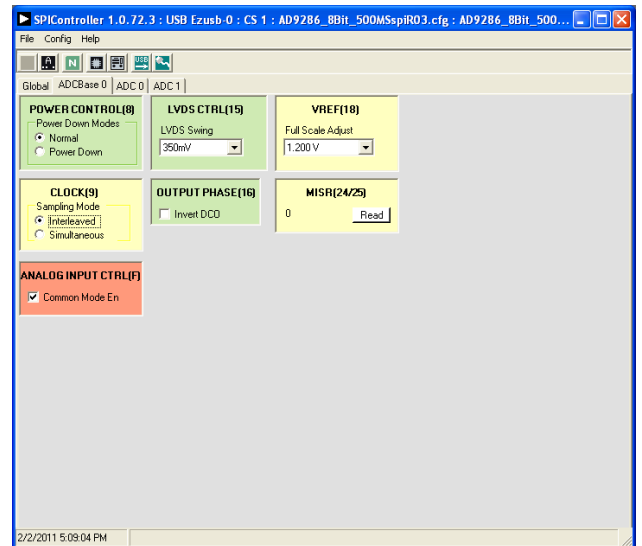 SPIController 1.0.72.3 : USB Ezusb-0 : CS 1 : AD9286_8Bit_500MSspiR03.cfg : AD9286_8Bit_500...
File Config Help
Global ADCBase 0 ADC 0 ADC 1
POWER CONTROL(8)
Power Down Modes
Normal
Power Down
LVDS CTRL(15)
LVDS Swing
350mV
VREF(18)
Full Scale Adjust
1.200 V
CLOCK(9)
Sampling Mode
Interleaved
Simultaneous
OUTPUT PHASE(16)
Invert DCO
MISR(24/25)
0 Read
ANALOG INPUT CTRL(F)
Common Mode En
2/2/2011 5:09:04 PM